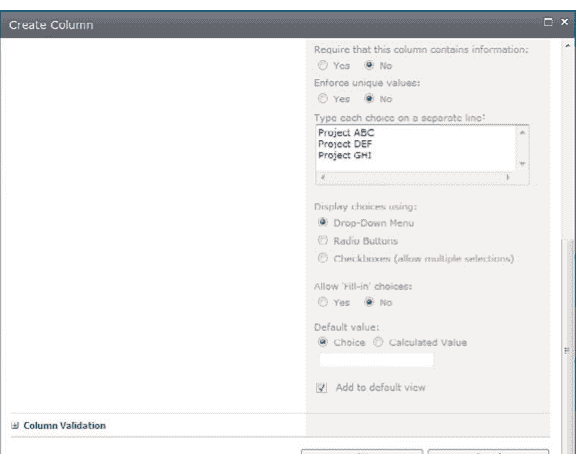 Create Column
Require that this column contains information:
Yes No
Enforce unique values:
Yes No
Type each choice on a separate line:
Project ABC
Project DEF
Project GHI
Display choices using:
Drop-Down Menu
Radio Buttons
Checkboxes (allow multiple selections)
Allow 'Fill-in' choices:
Yes No
Default value:
Choice Calculated Value
Add to default view
Column Validation